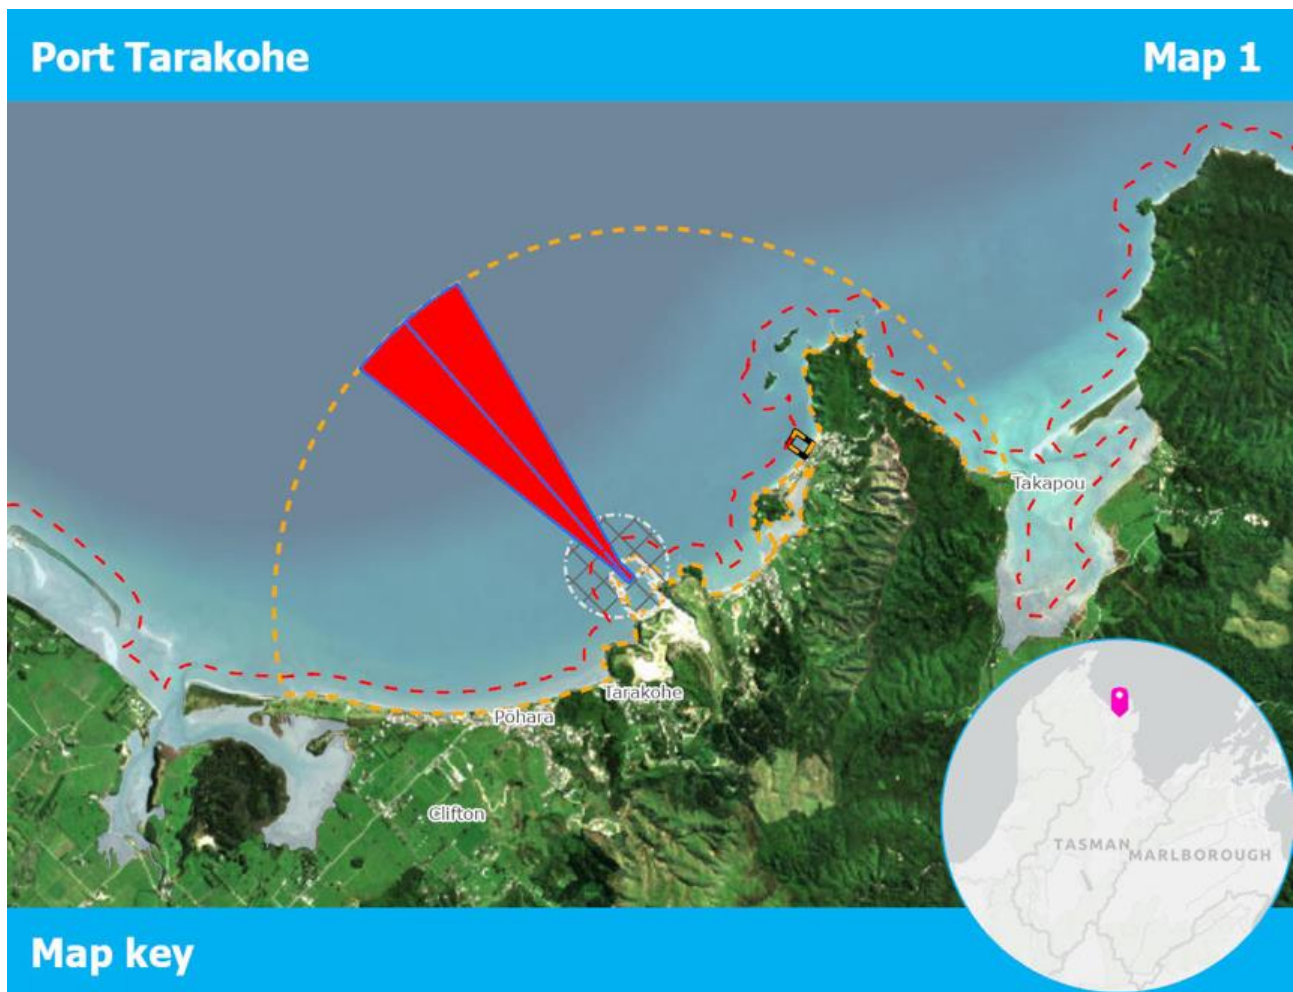 Port Tarakohe
Map 1
Takapou
Tarakohe
Pōhara
Clifton
TASMAN
MARLBOROUGH
Map key